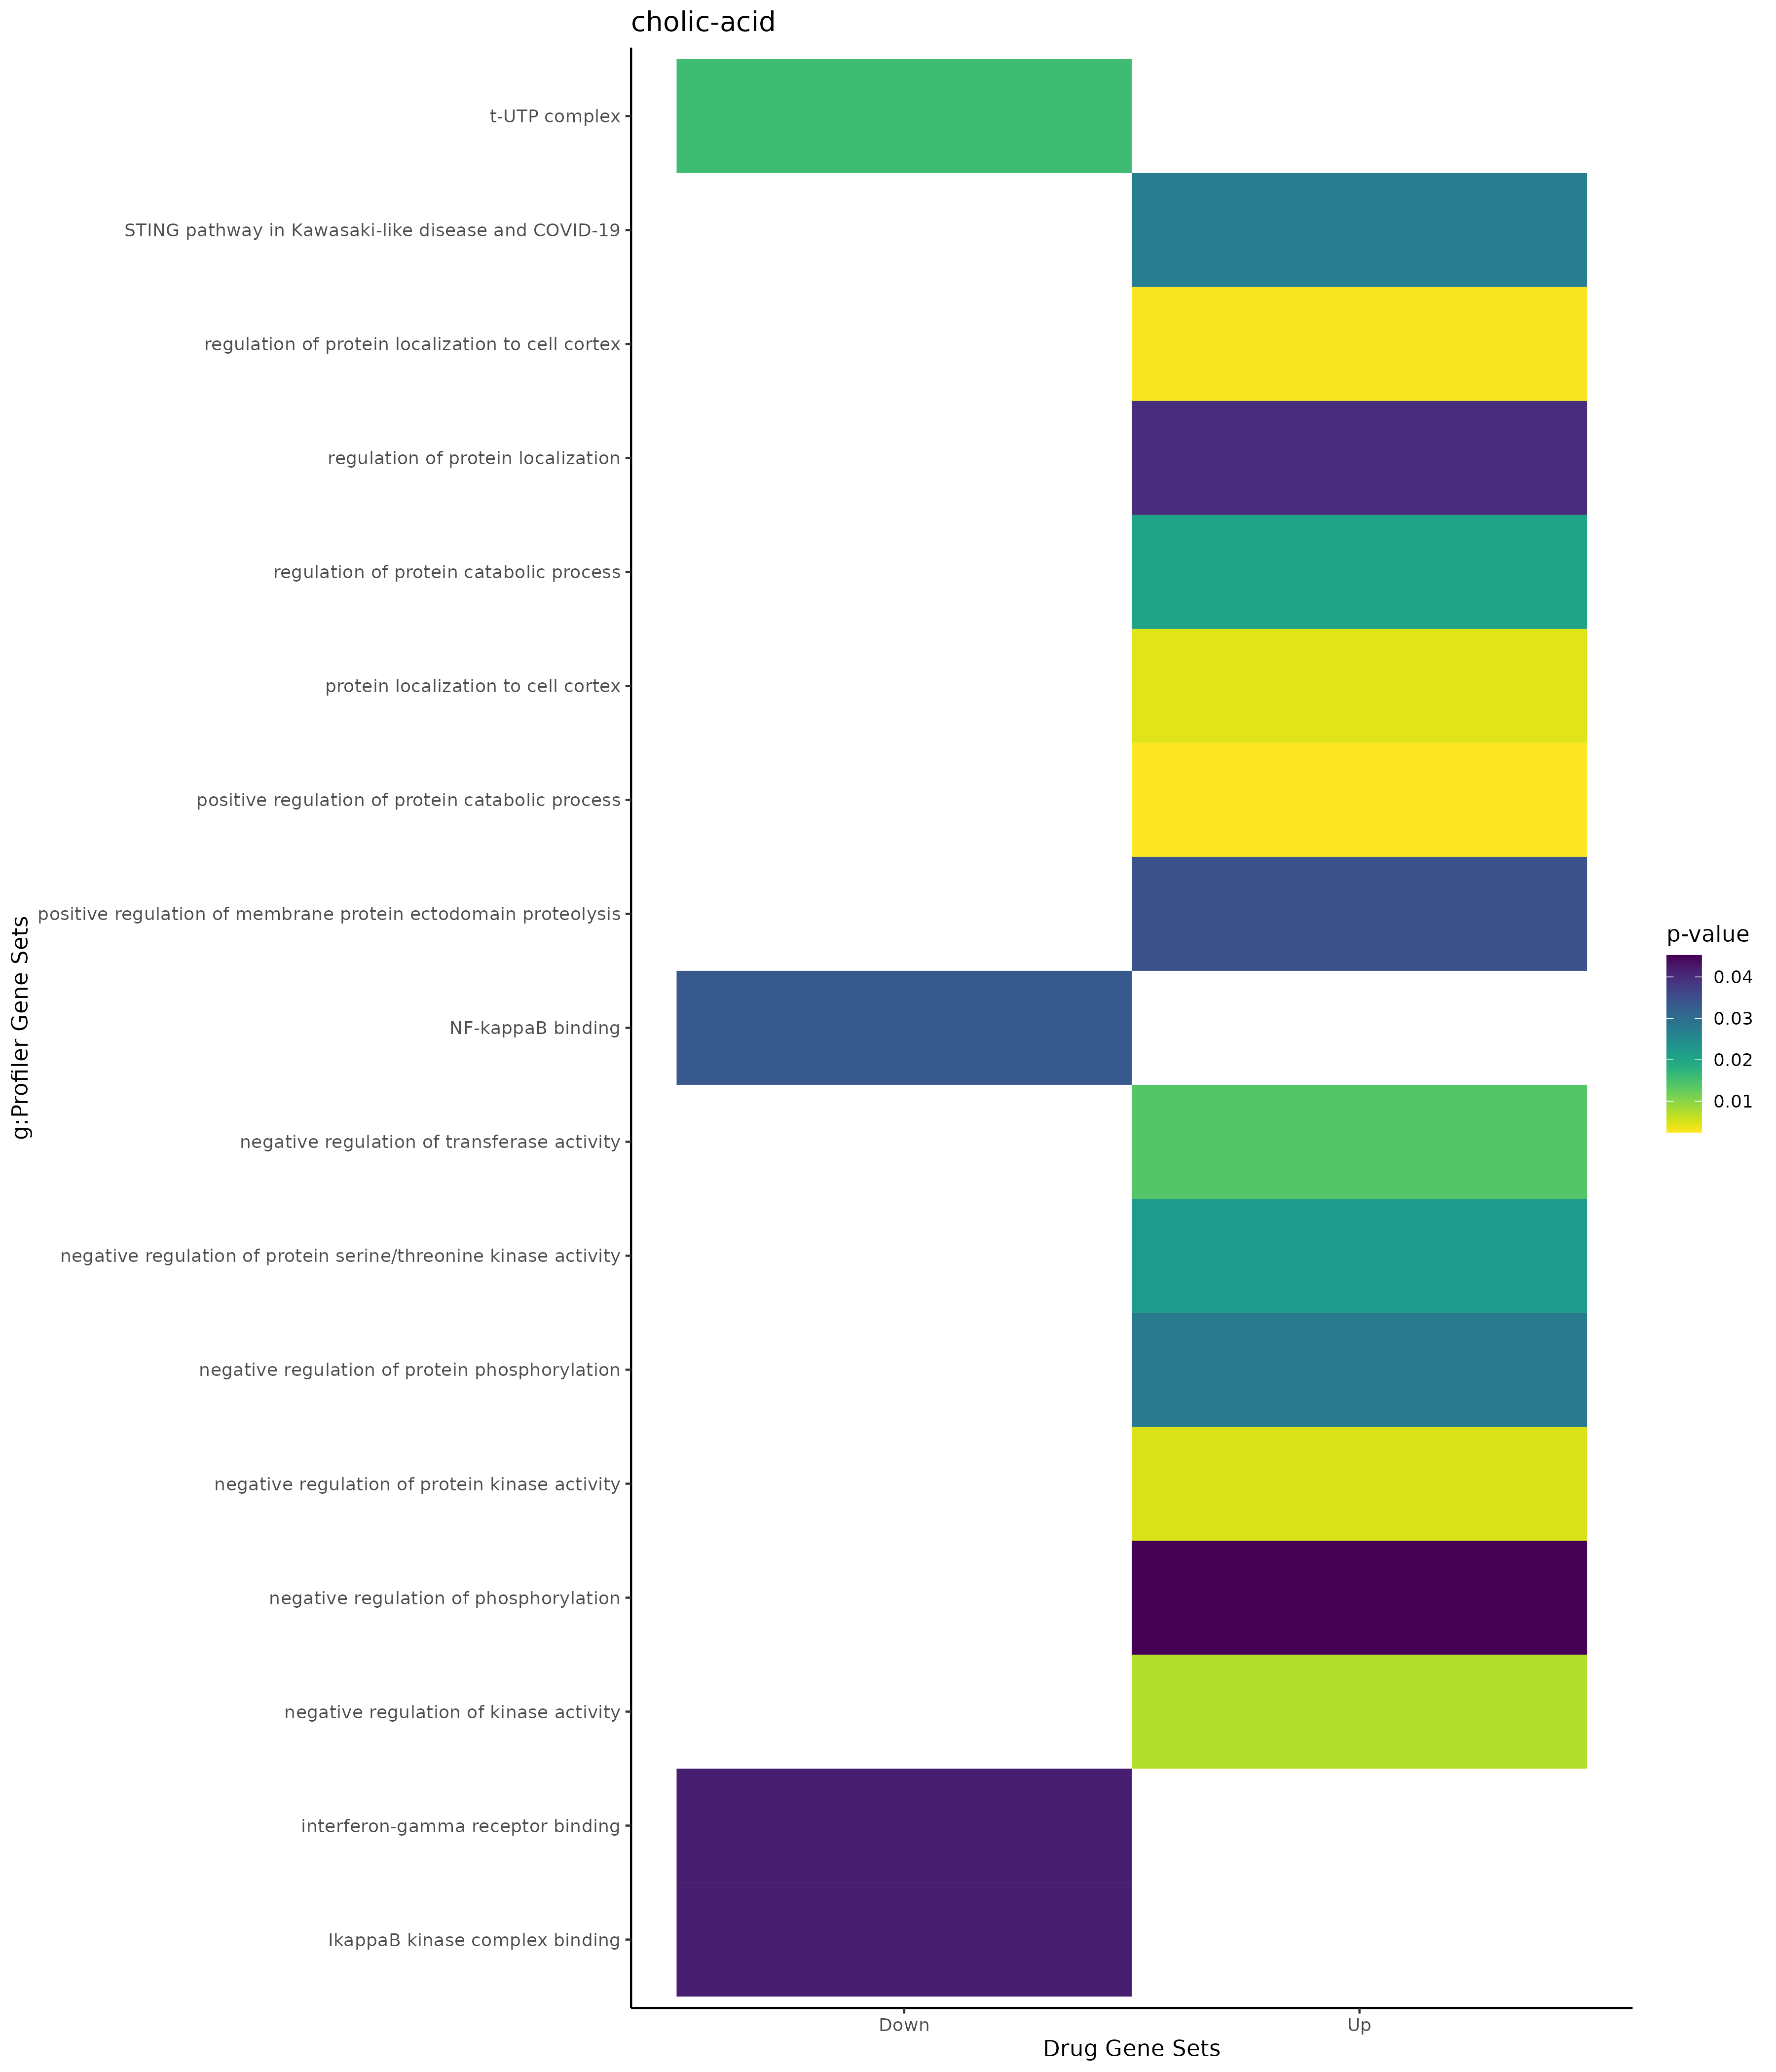 cholic-acid
t-UTP complex
STING pathway in Kawasaki-like disease and COVID-19
regulation of protein localization to cell cortex
regulation of protein localization
regulation of protein catabolic process
protein localization to cell cortex
positive regulation of protein catabolic process
positive regulation of membrane protein ectodomain proteolysis
NF-kappaB binding
negative regulation of transferase activity
negative regulation of protein serine/threonine kinase activity
negative regulation of protein phosphorylation
negative regulation of protein kinase activity
negative regulation of phosphorylation
negative regulation of kinase activity
interferon-gamma receptor binding
IkappaB kinase complex binding
g:Profiler Gene Sets
Down
Up
Drug Gene Sets
p-value
0.04
0.03
0.02
0.01